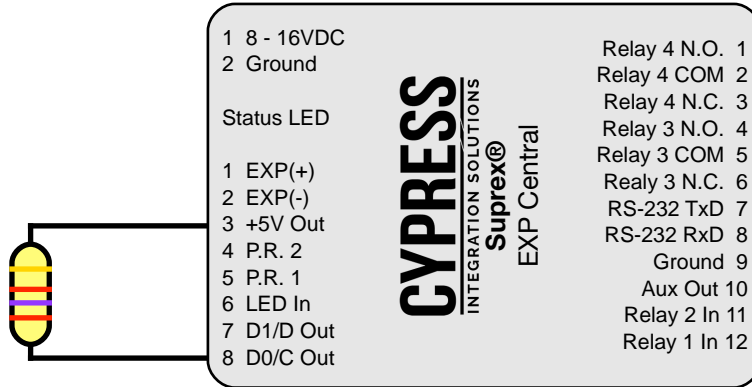 1 8 - 16VDC
2 Ground
Status LED
1 EXP(+)
2 EXP(-)
3 +5V Out
4 P.R. 2
5 P.R. 1
6 LED In
7 D1/D Out
8 D0/C Out
CYPRESS
INTEGRATION SOLUTIONS
Suprex®
EXP Central
Relay 4 N.O. 1
Relay 4 COM 2
Relay 4 N.C. 3
Relay 3 N.O. 4
Relay 3 COM 5
Realy 3 N.C. 6
RS-232 TxD 7
RS-232 RxD 8
Ground 9
Aux Out 10
Relay 2 In 11
Relay 1 In 12